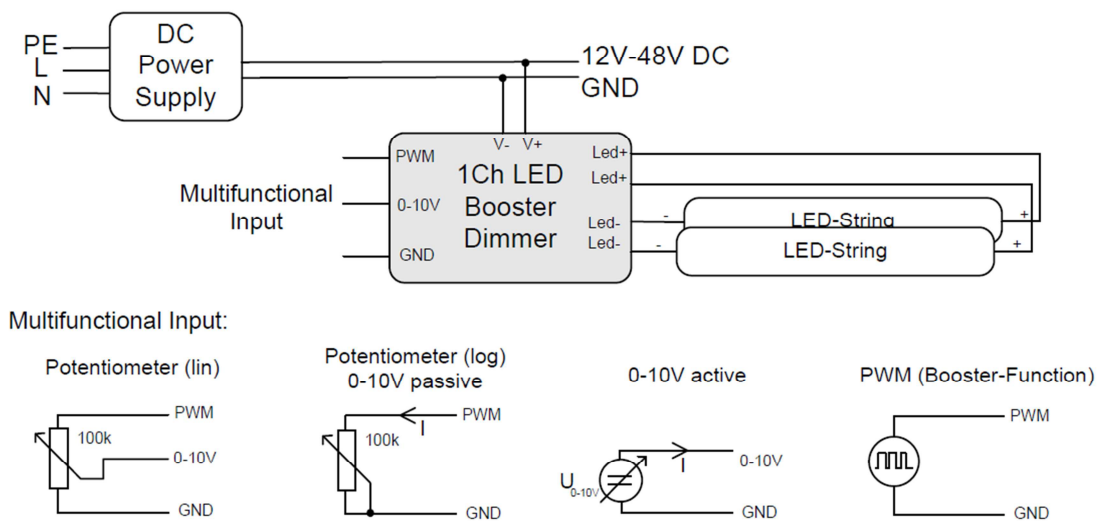 PE
L
N
DC
Power
Supply
12V-48V DC
GND
Multifunctional
Input
PWM
0-10V
GND
V- V+
1Ch LED
Booster
Dimmer
Led+
Led+
Led-
Led-
- LED-String +
- LED-String +
Multifunctional Input:
Potentiometer (lin)
PWM
100k
0-10V
GND
Potentiometer (log)
0-10V passive
PWM
I
100k
GND
0-10V active
0-10V
I
U0-10V
GND
PWM (Booster-Function)
PWM
GND